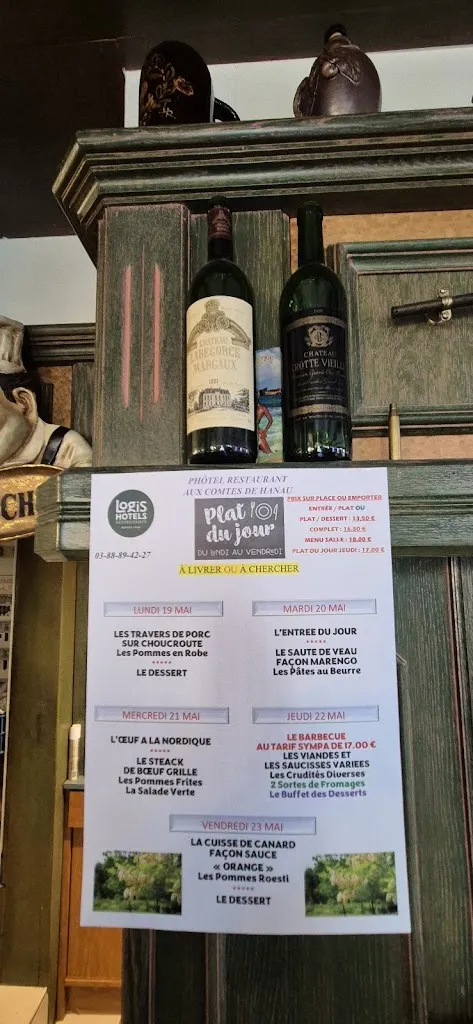 CHATEAU
LABEGORCE
MARGAUX
1991
CHATEAU
TROTTE VIEILLE
CH
PHÔTEL RESTAURANT
AUX COMTES DE HANAU
LOGIS
HOTELS
RESTAURANTS
03-88-89-42-27
Plat
du jour
DU LUNDI AU VENDREDI
PRIX SUR PLACE OU EMPORTER
ENTRÉE / PLAT OU
PLAT / DESSERT : 13,50 €
COMPLET : 16.50 €
MENU SALLE : 18.00 €
PLAT DU JOUR JEUDI : 17.00 €
À LIVRER OU À CHERCHER
LUNDI 19 MAI
LES TRAVERS DE PORC
SUR CHOUCROUTE
Les Pommes en Robe
*****
LE DESSERT
MARDI 20 MAI
L'ENTREE DU JOUR
*****
LE SAUTE DE VEAU
FAÇON MARENGO
Les Pâtes au Beurre
MERCREDI 21 MAI
L'ŒUF A LA NORDIQUE
*****
LE STEACK
DE BŒUF GRILLE
Les Pommes Frites
La Salade Verte
JEUDI 22 MAI
LE BARBECUE
AU TARIF SYMPA DE 17.00 €
LES VIANDES ET
LES SAUCISSES VARIEES
Les Crudités Diverses
2 Sortes de Fromages
Le Buffet des Desserts
VENDREDI 23 MAI
LA CUISSE DE CANARD
FAÇON SAUCE
« ORANGE »
Les Pommes Roesti
*****
LE DESSERT